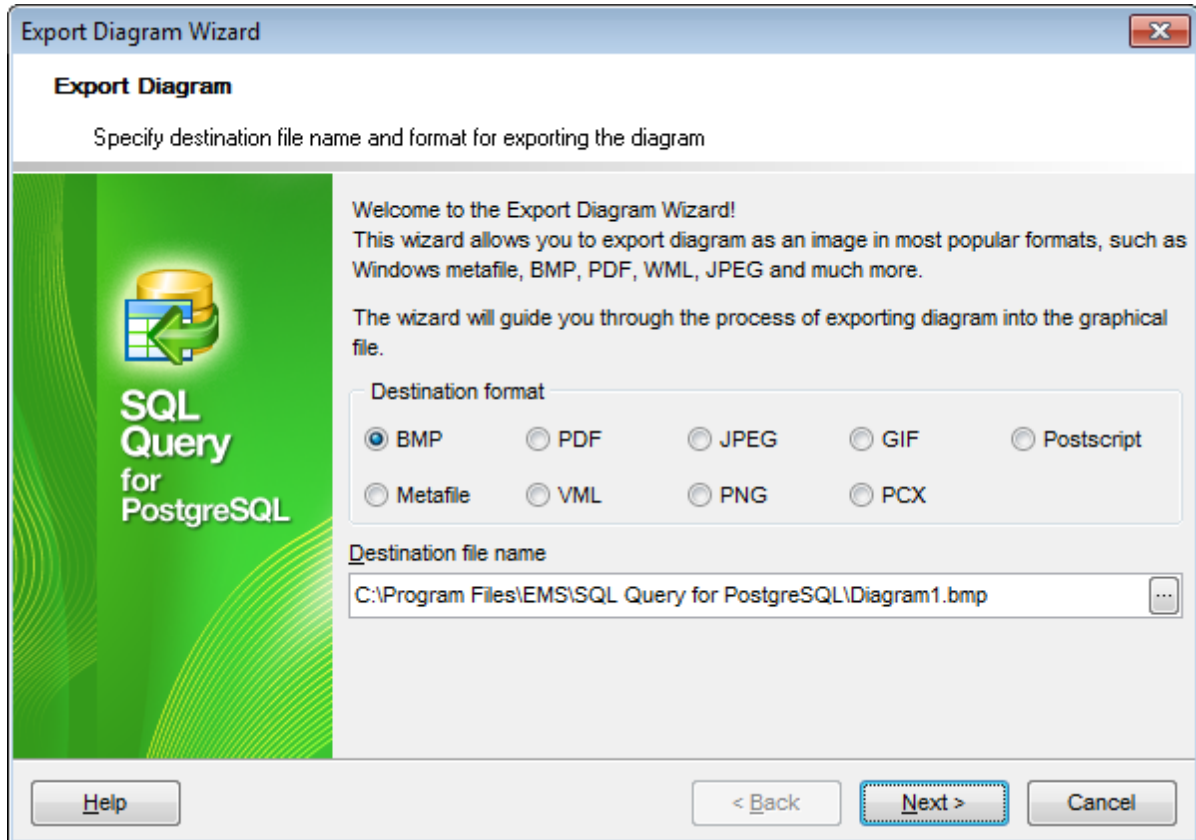 Export Diagram Wizard
Export Diagram
Specify destination file name and format for exporting the diagram
SQL
Query
for
PostgreSQL
Welcome to the Export Diagram Wizard!
This wizard allows you to export diagram as an image in most popular formats, such as
Windows metafile, BMP, PDF, WML, JPEG and much more.
The wizard will guide you through the process of exporting diagram into the graphical
file.
Destination format
BMP PDF JPEG GIF Postscript
Metafile VML PNG PCX
Destination file name
C:\Program Files\EMS\SQL Query for PostgreSQL\Diagram1.bmp ...
Help < Back Next > Cancel